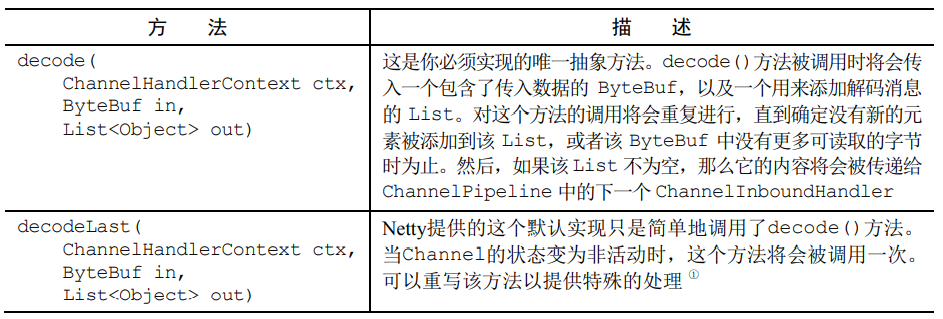 方 法 描 述
decode(
ChannelHandlerContext ctx,
ByteBuf in,
List<Object> out)
这是你必须实现的唯一抽象方法。decode()方法被调用时将会传
入一个包含了传入数据的 ByteBuf，以及一个用来添加解码消息
的 List。对这个方法的调用将会重复进行，直到确定没有新的元
素被添加到该 List，或者该 ByteBuf 中没有更多可读取的字节
时为止。然后，如果该 List 不为空，那么它的内容将会被传递给
ChannelPipeline 中的下一个 ChannelInboundHandler
decodeLast(
ChannelHandlerContext ctx,
ByteBuf in,
List<Object> out)
Netty提供的这个默认实现只是简单地调用了decode()方法。
当Channel的状态变为非活动时，这个方法将会被调用一次。
可以重写该方法以提供特殊的处理 ①